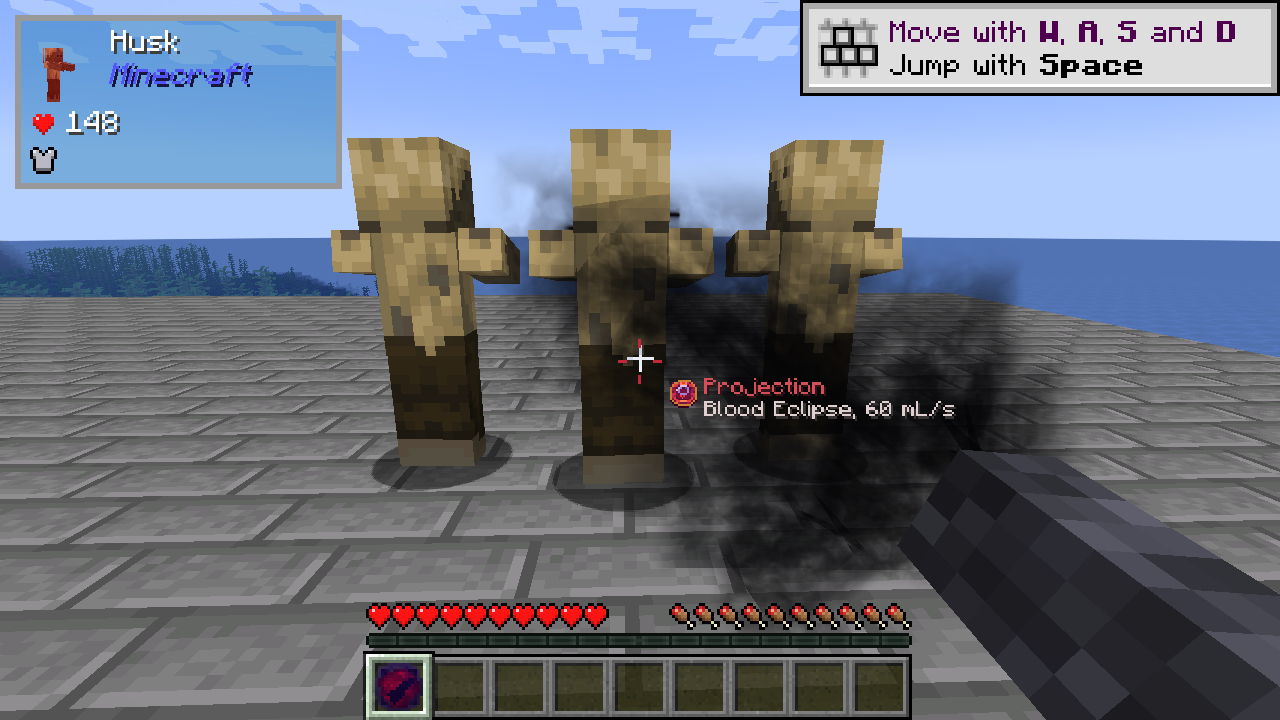 Husk
Minecraft
148
Move with W, A, S and D
Jump with Space
Projection
Blood Eclipse, 60 mL/s